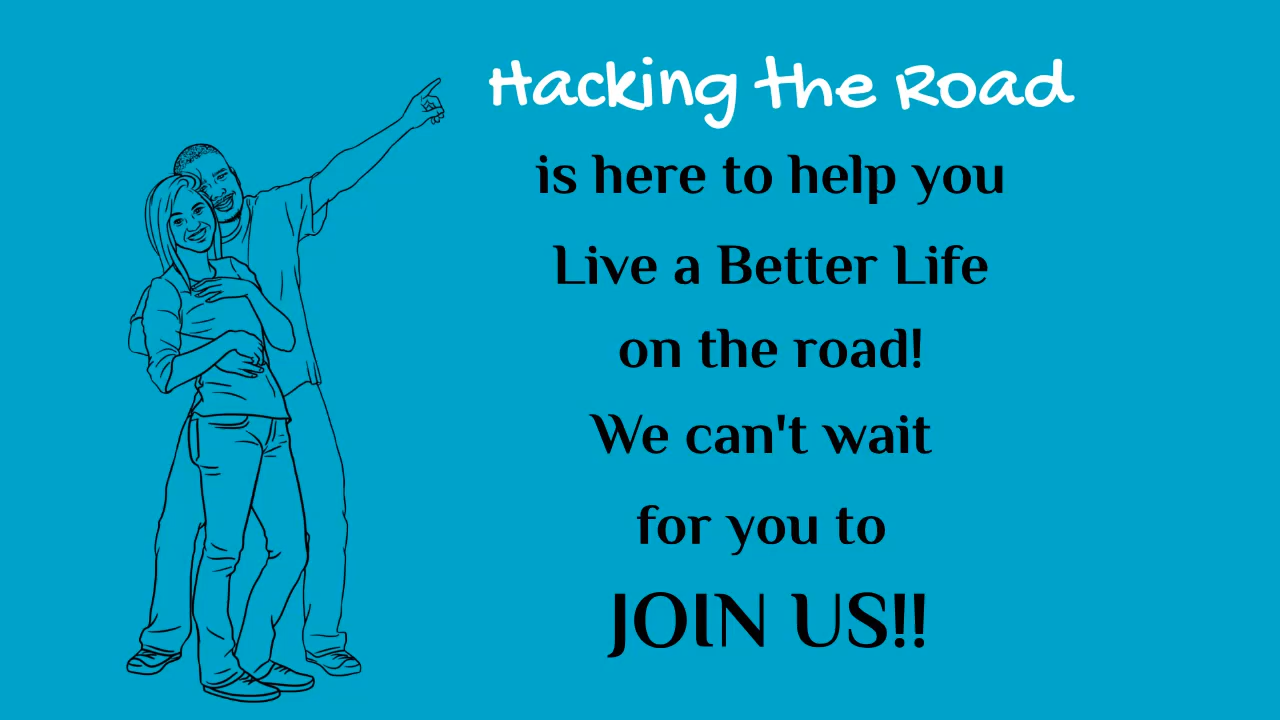 Hacking the Road
is here to help you
Live a Better Life
on the road!
We can't wait
for you to
JOIN US!!